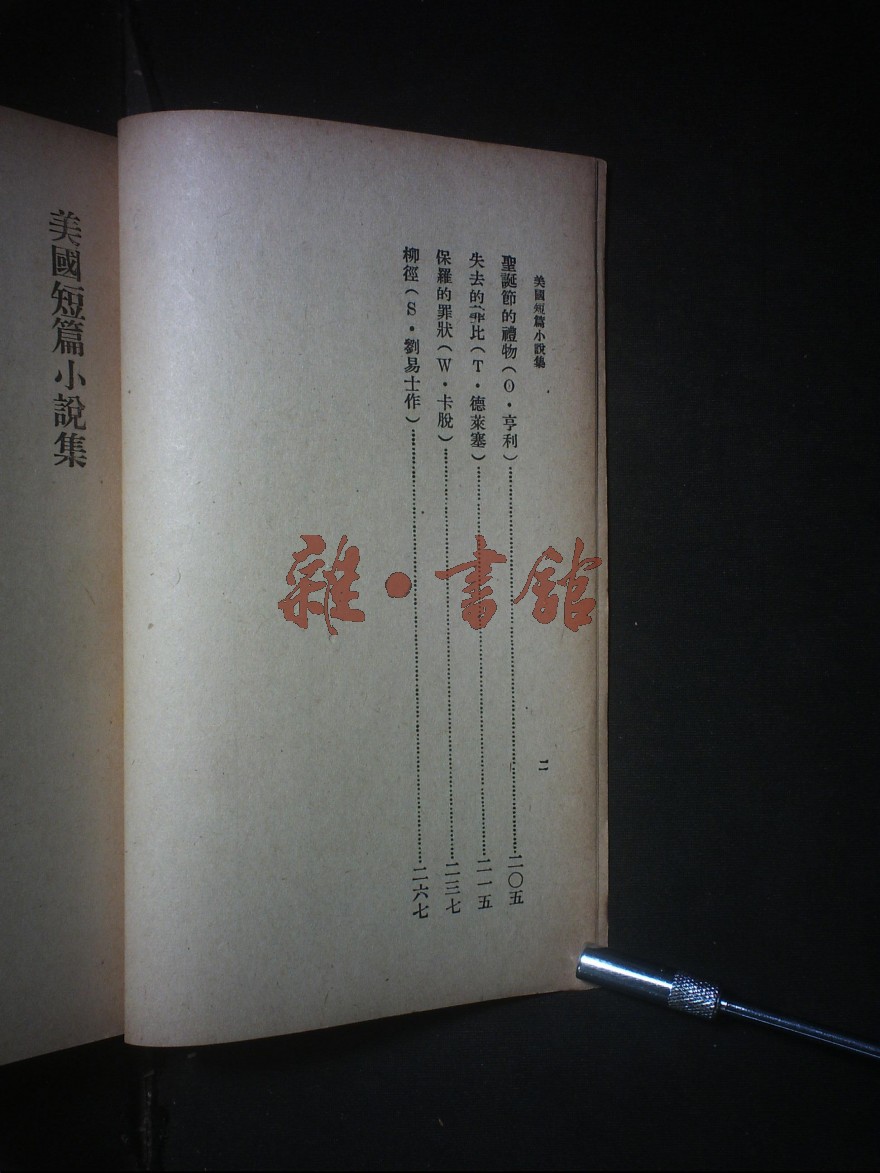 美國短篇小說集
二
聖誕節的禮物(O·亨利)……二〇五
失去的菲比(T·德萊塞)……二一五
保羅的罪狀(W·卡脫)……二三七
柳徑(S·劉易士作)……二六七
美國短篇小說集
雜·書館